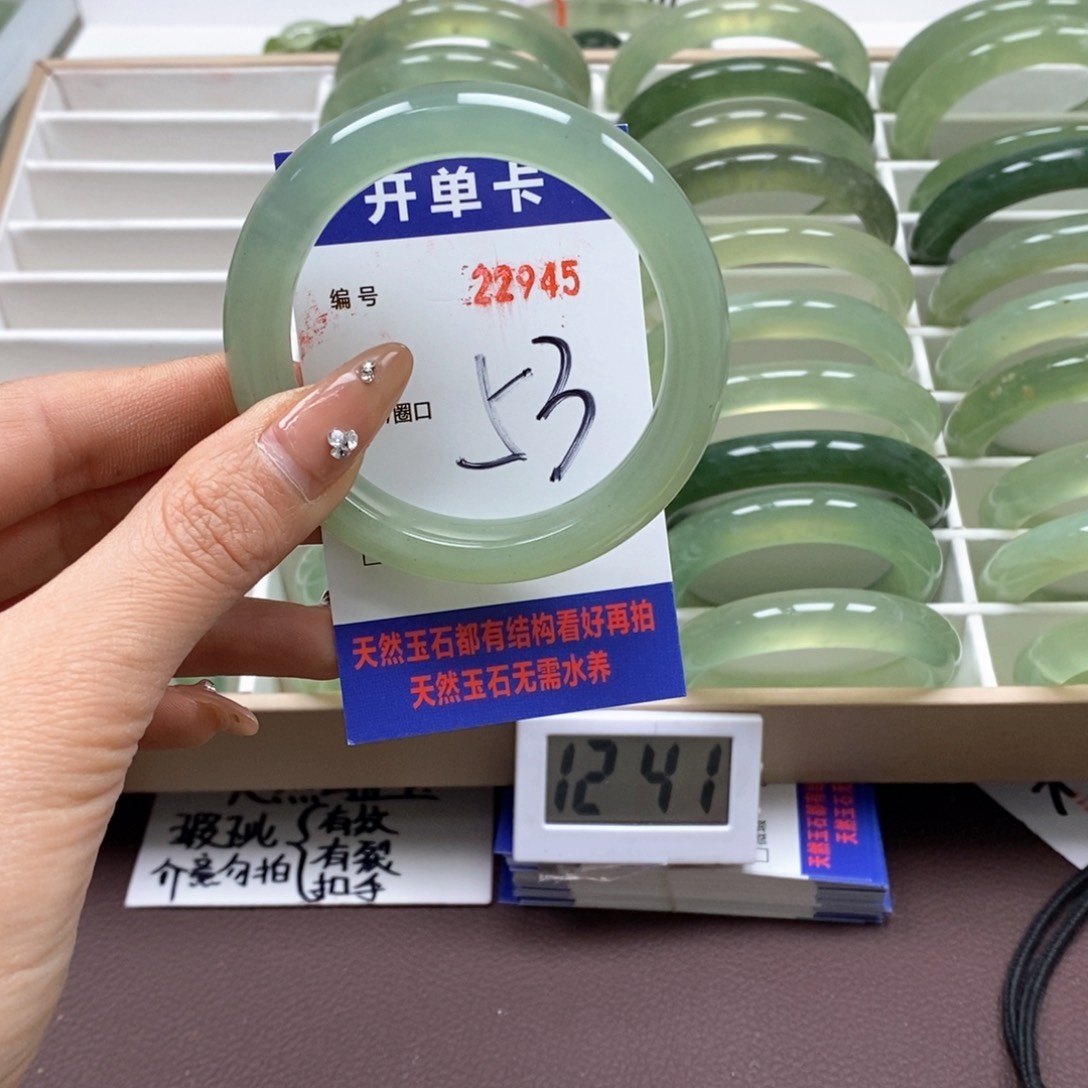 开单卡
编号 22945
圈口 53
天然玉石都有结构看好再拍
天然玉石无需水养
12 41
瑕玼 有纹
有裂
介意勿拍 扣手